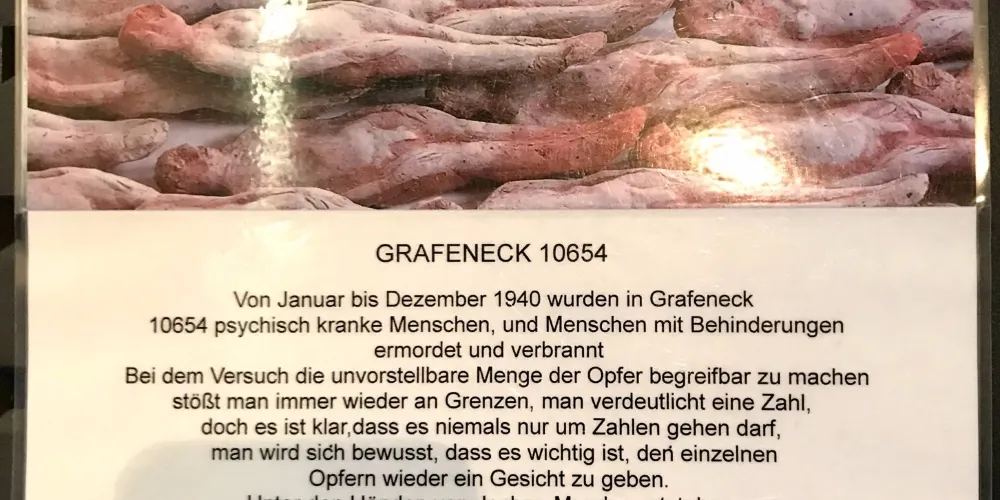 GRAFENECK 10654
Von Januar bis Dezember 1940 wurden in Grafeneck
10654 psychisch kranke Menschen, und Menschen mit Behinderungen
ermordet und verbrannt
Bei dem Versuch die unvorstellbare Menge der Opfer begreifbar zu machen
stößt man immer wieder an Grenzen, man verdeutlicht eine Zahl,
doch es ist klar,dass es niemals nur um Zahlen gehen darf,
man wird sich bewusst, dass es wichtig ist, den einzelnen
Opfern wieder ein Gesicht zu geben.